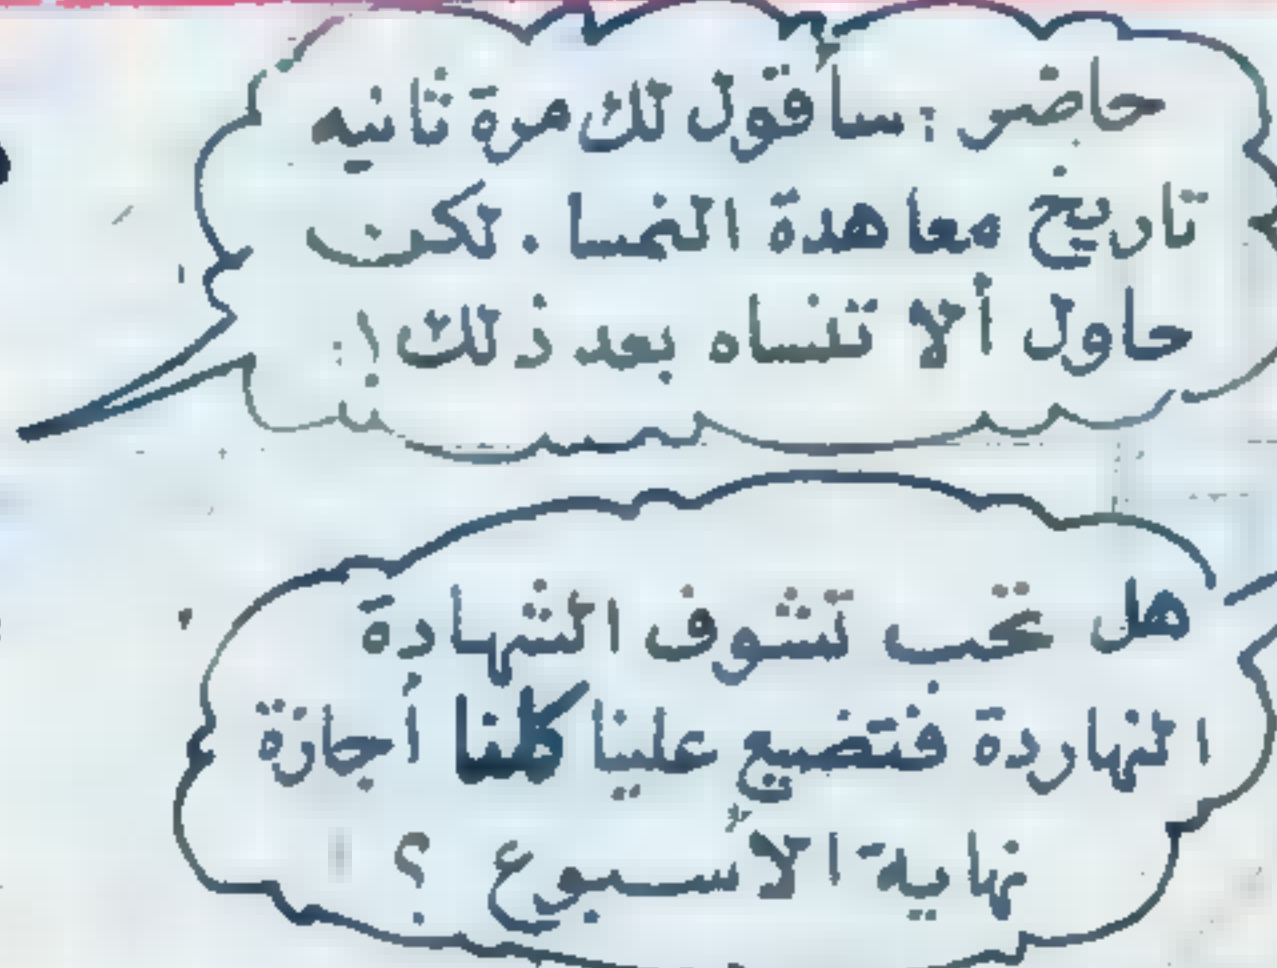 حاضر : سأقول لك مرة ثانيه
تاريخ معاهدة النمسا . لكن
حاول ألا تنساه بعد ذلك !
هل تحب تشوف الشهادة
النهاردة فتضيع علينا كلنا أجازة
نهاية الأسبوع ؟